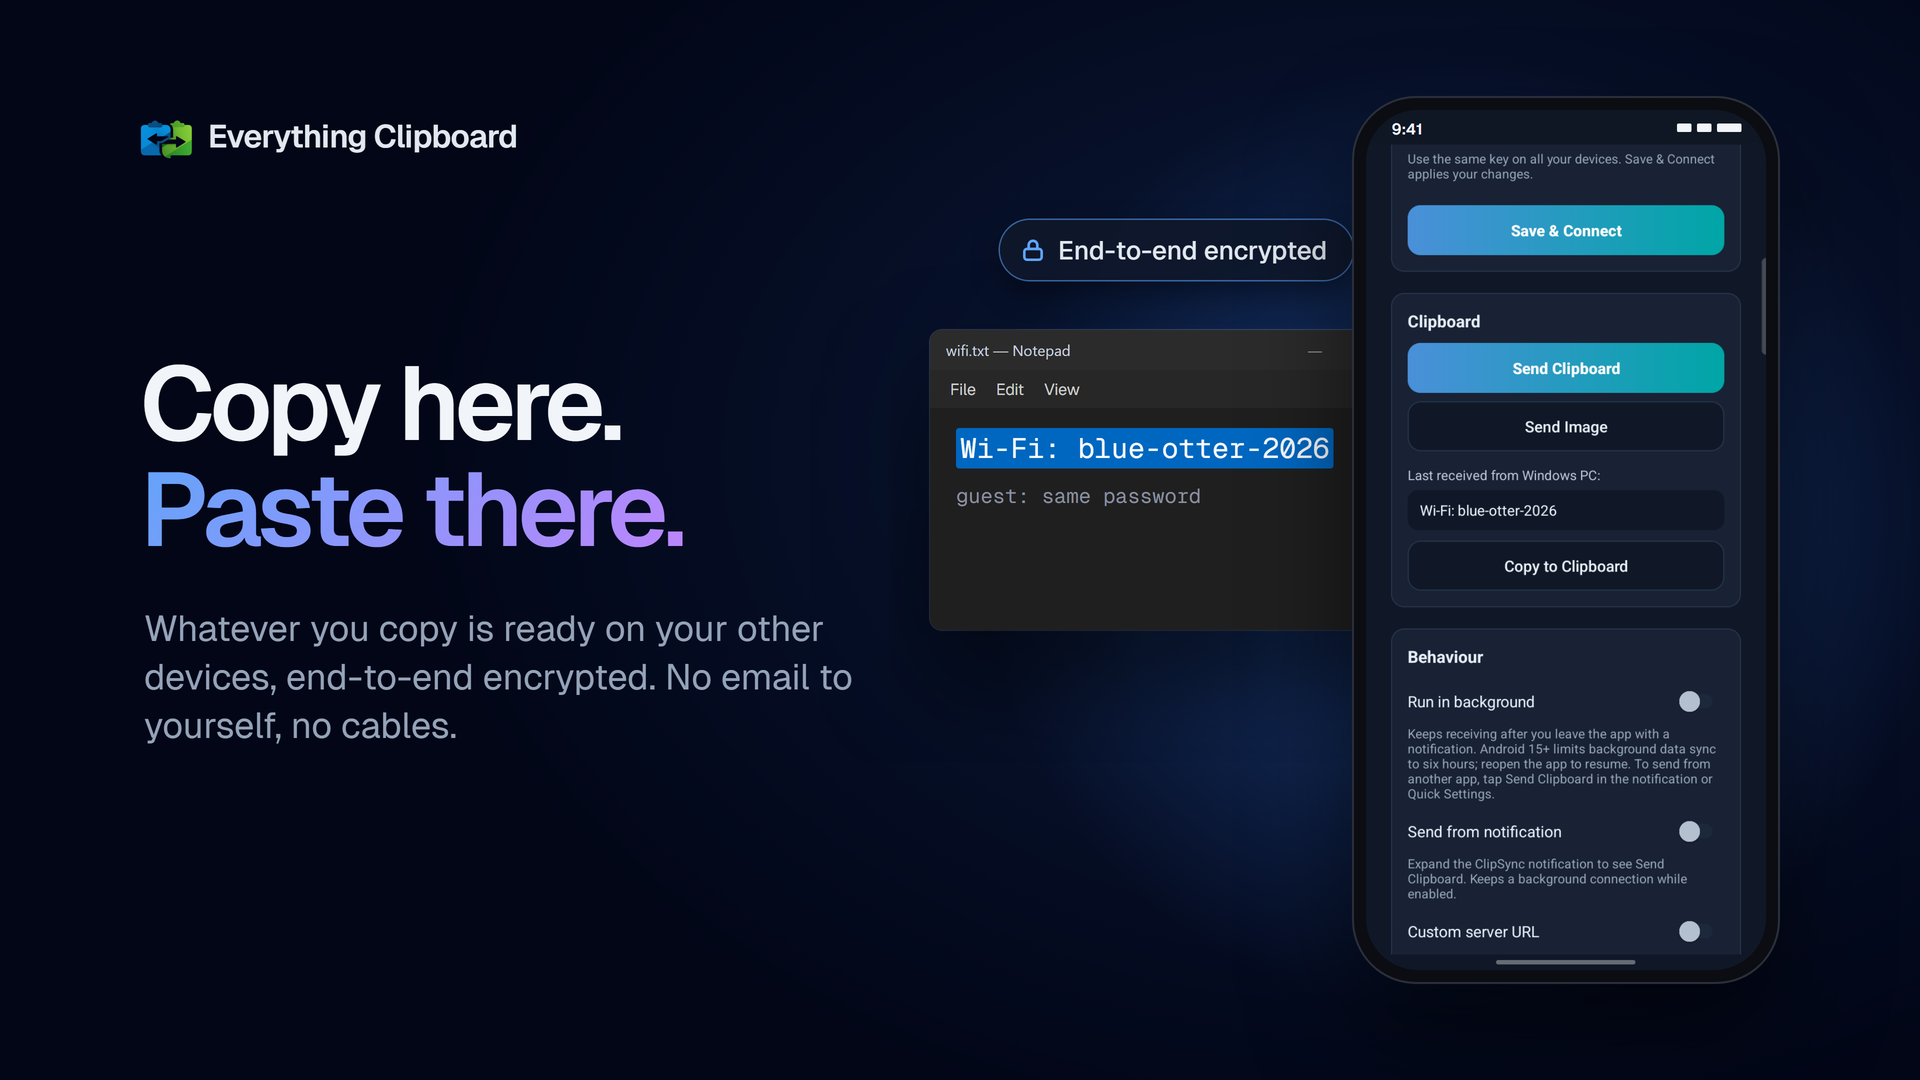 Everything Clipboard
Copy here.
Paste there.
Whatever you copy is ready on your other
devices, end-to-end encrypted. No email to
yourself, no cables.
End-to-end encrypted
wifi.txt — Notepad
File Edit View
Wi-Fi: blue-otter-2026
guest: same password
9:41
Use the same key on all your devices. Save & Connect
applies your changes.
Save & Connect
Clipboard
Send Clipboard
Send Image
Last received from Windows PC:
Wi-Fi: blue-otter-2026
Copy to Clipboard
Behaviour
Run in background
Keeps receiving after you leave the app with a
notification. Android 15+ limits background data sync
to six hours; reopen the app to resume. To send from
another app, tap Send Clipboard in the notification or
Quick Settings.
Send from notification
Expand the ClipSync notification to see Send
Clipboard. Keeps a background connection while
enabled.
Custom server URL